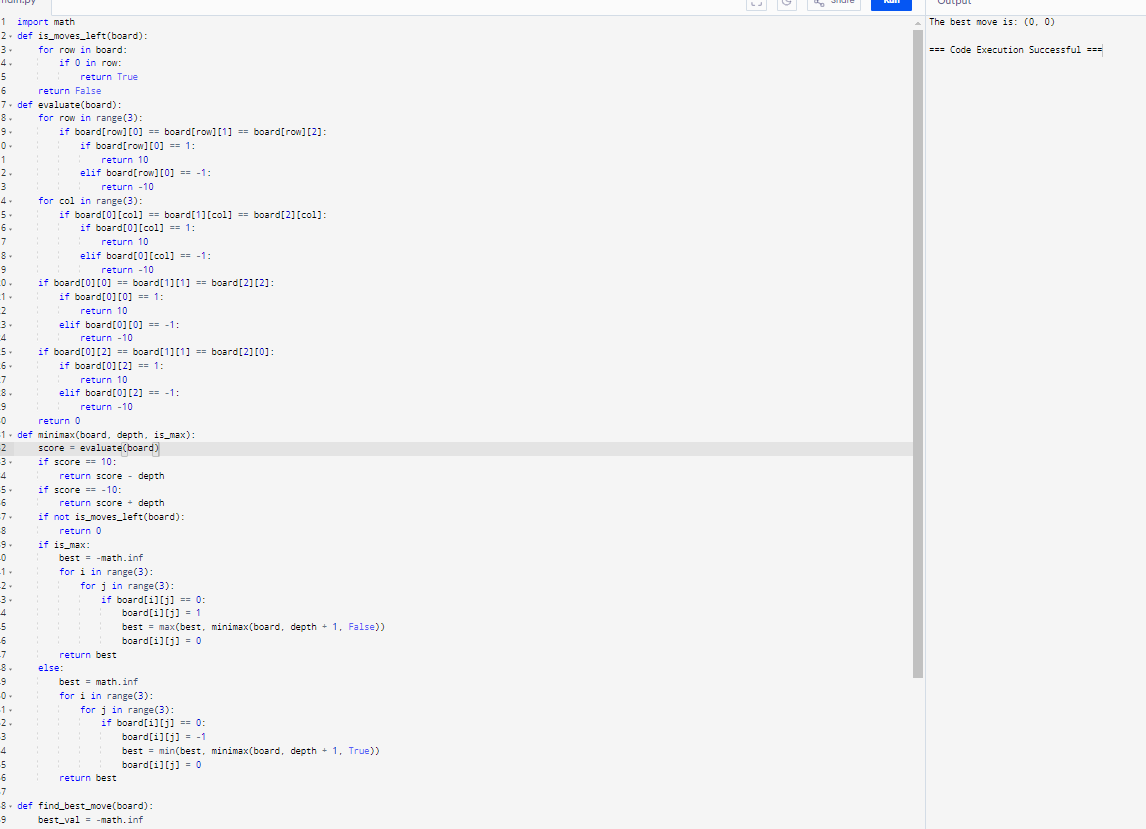 main.py
Share
Run
Output
1 import math
2 def is_moves_left(board):
3 for row in board:
4 if 0 in row:
5 return True
6 return False
7 def evaluate(board):
8 for row in range(3):
9 if board[row][0] == board[row][1] == board[row][2]:
0 if board[row][0] == 1:
1 return 10
2 elif board[row][0] == -1:
3 return -10
4 for col in range(3):
5 if board[0][col] == board[1][col] == board[2][col]:
6 if board[0][col] == 1:
7 return 10
8 elif board[0][col] == -1:
9 return -10
0 if board[0][0] == board[1][1] == board[2][2]:
1 if board[0][0] == 1:
2 return 10
3 elif board[0][0] == -1:
4 return -10
5 if board[0][2] == board[1][1] == board[2][0]:
6 if board[0][2] == 1:
7 return 10
8 elif board[0][2] == -1:
9 return -10
0 return 0
1 def minimax(board, depth, is_max):
2 score = evaluate(board)
3 if score == 10:
4 return score - depth
5 if score == -10:
6 return score + depth
7 if not is_moves_left(board):
8 return 0
9 if is_max:
0 best = -math.inf
1 for i in range(3):
2 for j in range(3):
3 if board[i][j] == 0:
4 board[i][j] = 1
5 best = max(best, minimax(board, depth + 1, False))
6 board[i][j] = 0
7 return best
8 else:
9 best = math.inf
0 for i in range(3):
1 for j in range(3):
2 if board[i][j] == 0:
3 board[i][j] = -1
4 best = min(best, minimax(board, depth + 1, True))
5 board[i][j] = 0
6 return best
7
8 def find_best_move(board):
9 best_val = -math.inf
The best move is: (0, 0)
=== Code Execution Successful ===